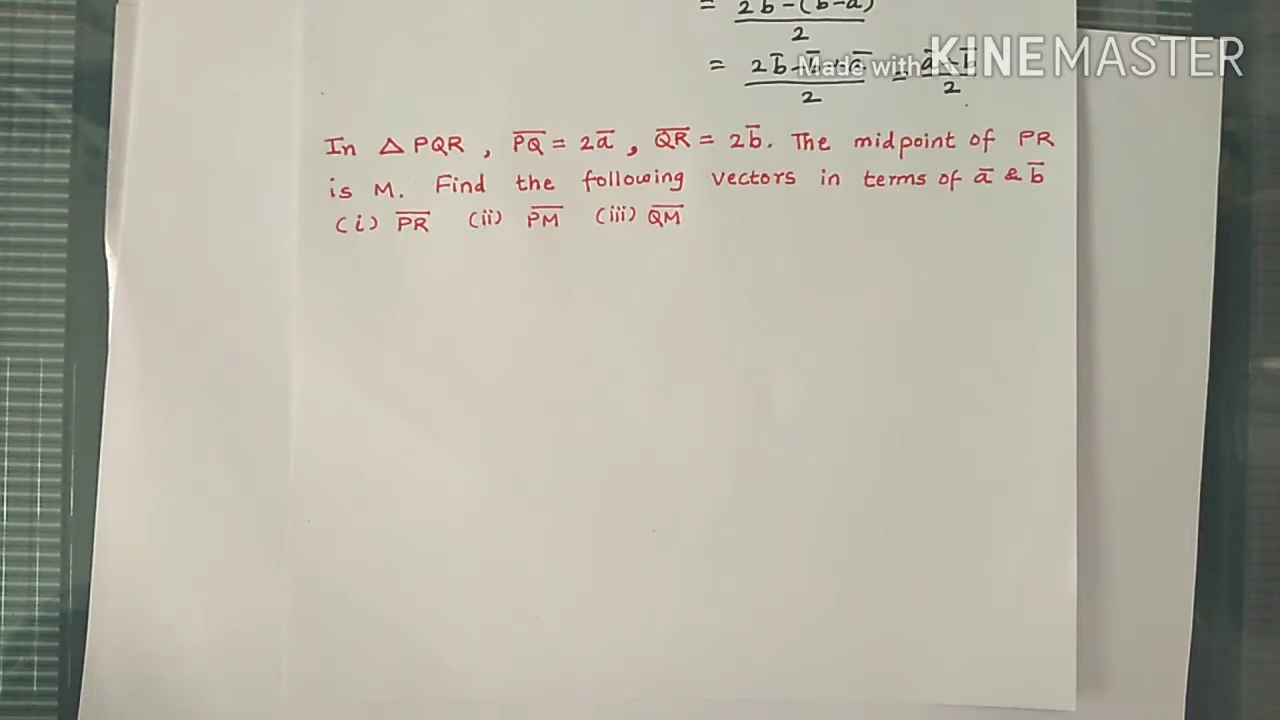 = 2b̄-(b̄-ā)
2
= 2b̄-b̄+ā = ā+b̄
2 2
Made with KINEMASTER
In △ PQR , P̅Q̅ = 2ā , Q̅R̅ = 2b̄. The midpoint of PR
is M. Find the following vectors in terms of ā & b̄
(i) P̅R̅ (ii) P̅M̅ (iii) Q̅M̅